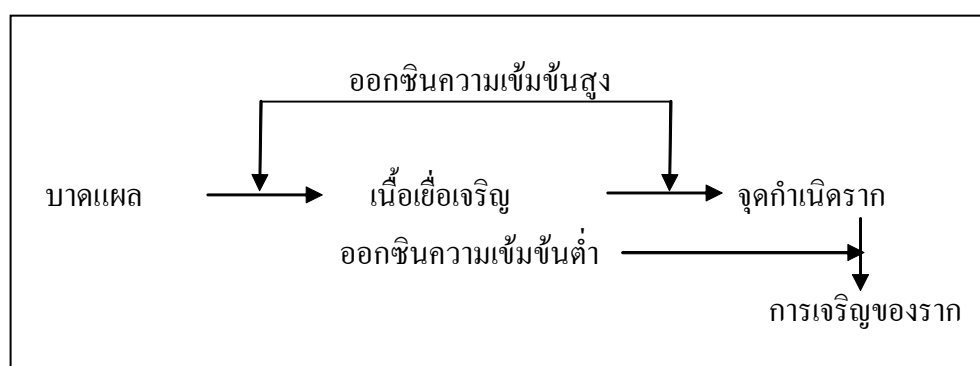 ออกซินความเข้มข้นสูง
บาดแผล เนื้อเยื่อเจริญ จุดกำเนิดราก
ออกซินความเข้มข้นต่ำ
การเจริญของราก